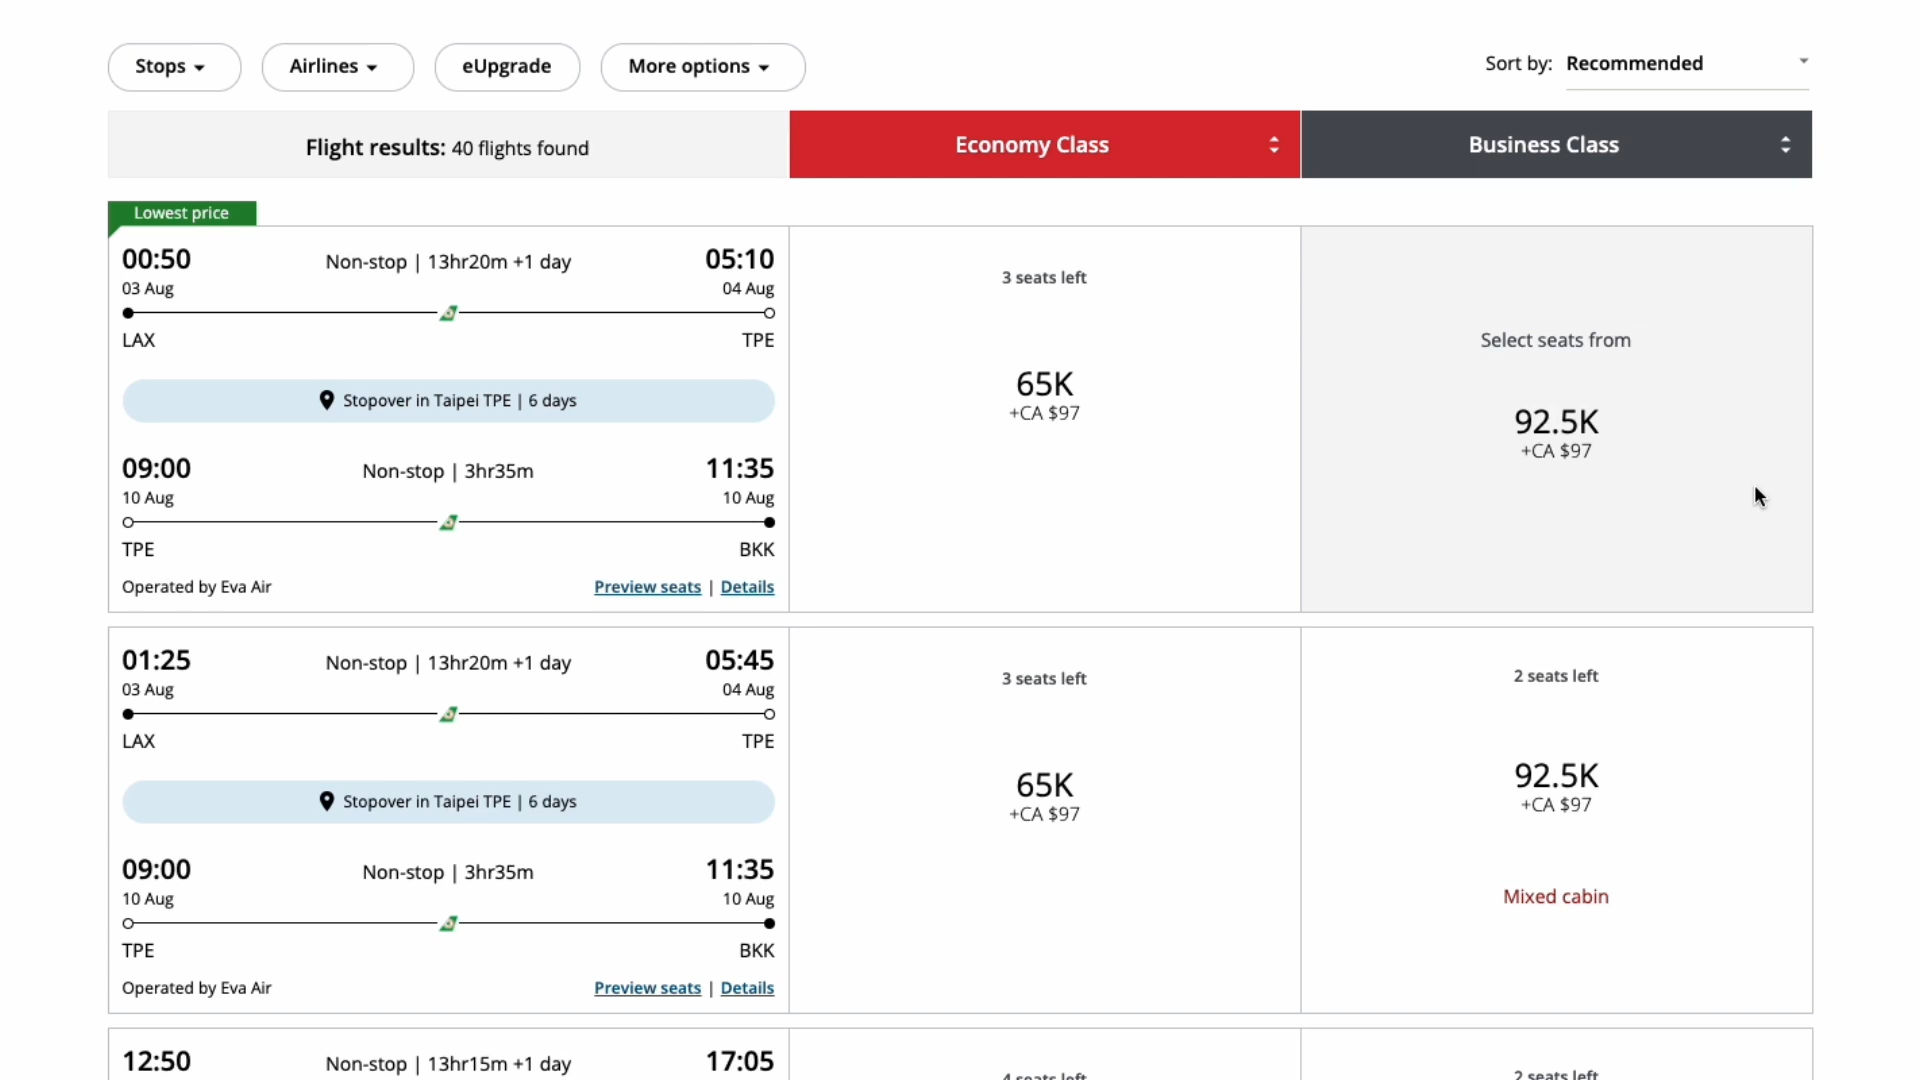 Stops
Airlines
eUpgrade
More options
Sort by: Recommended
Flight results: 40 flights found
Economy Class
Business Class
Lowest price
00:50
Non-stop | 13hr20m +1 day
05:10
03 Aug
04 Aug
LAX
TPE
Stopover in Taipei TPE | 6 days
09:00
Non-stop | 3hr35m
11:35
10 Aug
10 Aug
TPE
BKK
Operated by Eva Air
Preview seats | Details
3 seats left
65K
+CA $97
Select seats from
92.5K
+CA $97
01:25
Non-stop | 13hr20m +1 day
05:45
03 Aug
04 Aug
LAX
TPE
Stopover in Taipei TPE | 6 days
09:00
Non-stop | 3hr35m
11:35
10 Aug
10 Aug
TPE
BKK
Operated by Eva Air
Preview seats | Details
3 seats left
65K
+CA $97
2 seats left
92.5K
+CA $97
Mixed cabin
12:50
Non-stop | 13hr15m +1 day
17:05
4 seats left
2 seats left